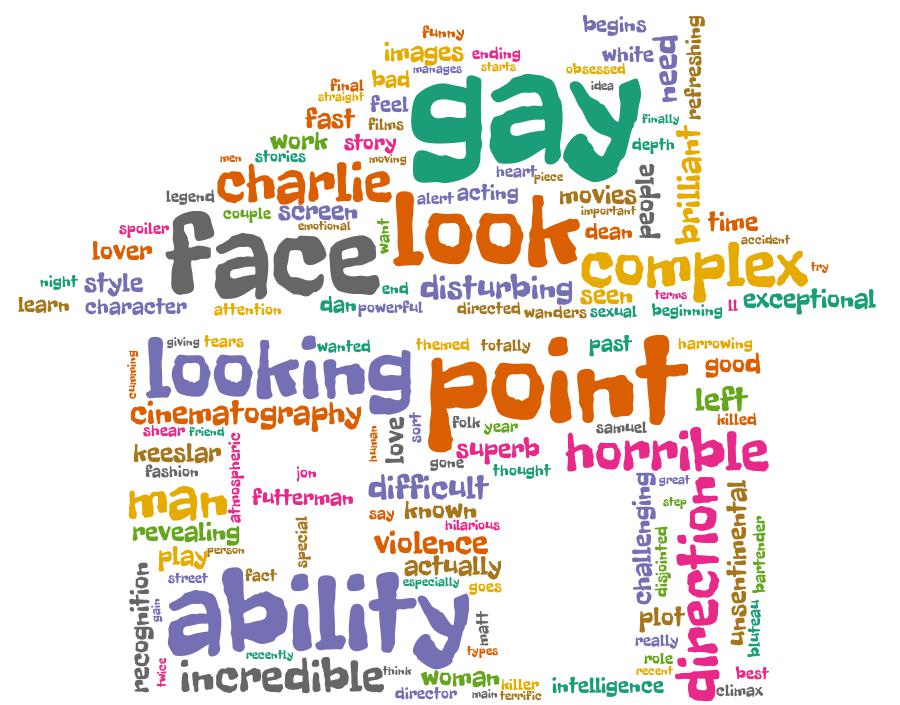 begins
funny
images ending white need refreshing
manages starts obsessed
final bad gay idea
straight feel
fast films finally
work story depth
men stories moving brilliant
charlie heart piece people
legend alert acting movies
couple screen look important time
spoiler face emotional want dean accident
lover complex try
night style end disturbing seen terms
learn character attention dan powerful directed wanders sexual beginning ll exceptional
giving tears wanted themed totally past harrowing
cumming looking point good
left
cinematography love sort folk year samuel killed
shear friend human superb horrible
keeslar atmospheric gone
fashion jon thought great
man futterman difficult challenging step direction unsentimental
say known
revealing special hilarious disjointed bartender
play person violence
actually
street fact especially goes
recognition gain ability matt plot bluteau
really
recently types role
twice incredible think woman killer intelligence recent best
director main terrific climax